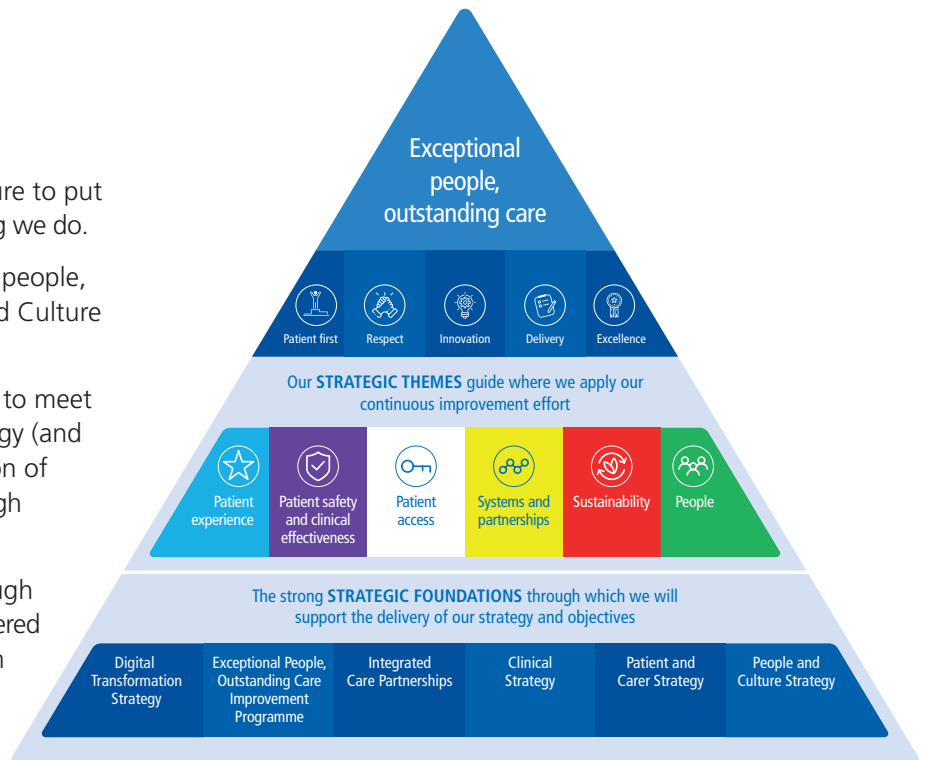 re to put
g we do.
people,
d Culture
to meet
gy (and
on of
gh
ugh
ered
n
Exceptional
people,
outstanding care
Patient first
Respect
Innovation
Delivery
Excellence
Our STRATEGIC THEMES guide where we apply our
continuous improvement effort
Patient
experience
Patient safety
and clinical
effectiveness
Patient
access
Systems and
partnerships
Sustainability
People
The strong STRATEGIC FOUNDATIONS through which we will
support the delivery of our strategy and objectives
Digital
Transformation
Strategy
Exceptional People,
Outstanding Care
Improvement
Programme
Integrated
Care Partnerships
Clinical
Strategy
Patient and
Carer Strategy
People and
Culture Strategy